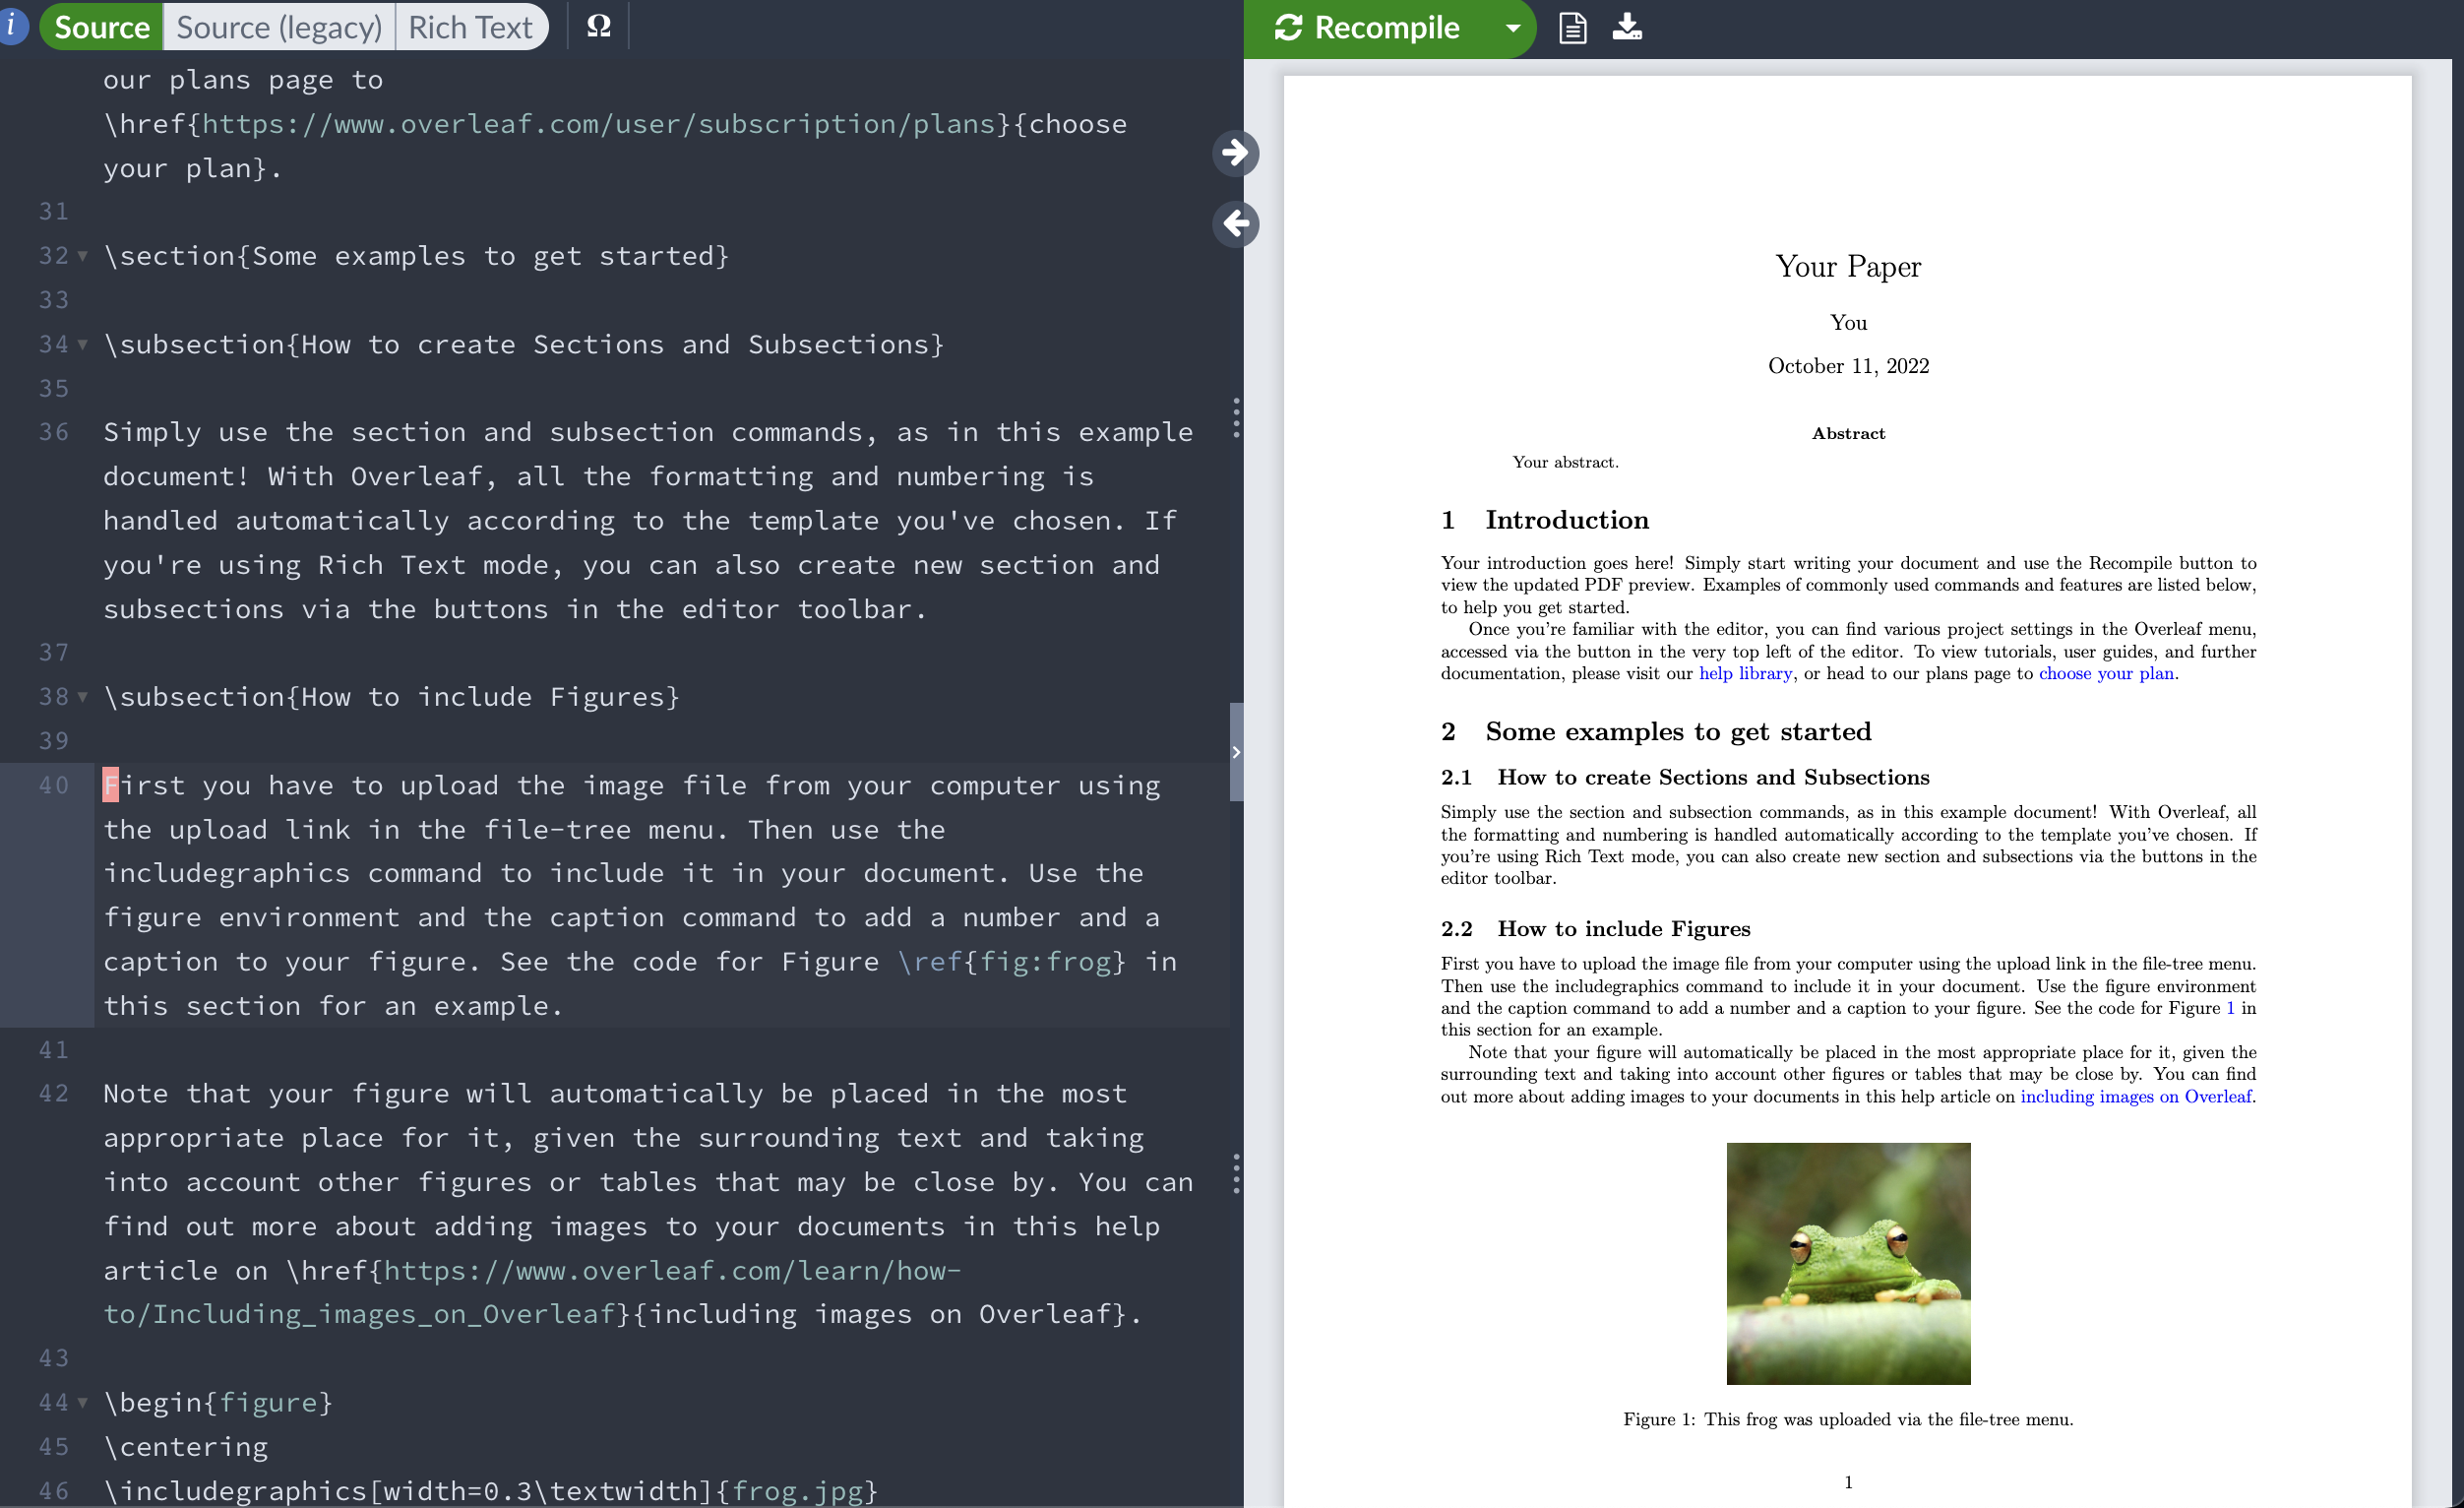 i Source Source (legacy) Rich Text Ω
our plans page to
\href{https://www.overleaf.com/user/subscription/plans}{choose
your plan}.
31
32 \section{Some examples to get started}
33
34 \subsection{How to create Sections and Subsections}
35
36 Simply use the section and subsection commands, as in this example
document! With Overleaf, all the formatting and numbering is
handled automatically according to the template you've chosen. If
you're using Rich Text mode, you can also create new section and
subsections via the buttons in the editor toolbar.
37
38 \subsection{How to include Figures}
39
40 First you have to upload the image file from your computer using
the upload link in the file-tree menu. Then use the
includegraphics command to include it in your document. Use the
figure environment and the caption command to add a number and a
caption to your figure. See the code for Figure \ref{fig:frog} in
this section for an example.
41
42 Note that your figure will automatically be placed in the most
appropriate place for it, given the surrounding text and taking
into account other figures or tables that may be close by. You can
find out more about adding images to your documents in this help
article on \href{https://www.overleaf.com/learn/how-
to/Including_images_on_Overleaf}{including images on Overleaf}.
43
44 \begin{figure}
45 \centering
46 \includegraphics[width=0.3\textwidth]{frog.jpg}
Recompile
Your Paper
You
October 11, 2022
Abstract
Your abstract.
1 Introduction
Your introduction goes here! Simply start writing your document and use the Recompile button to
view the updated PDF preview. Examples of commonly used commands and features are listed below,
to help you get started.
Once you're familiar with the editor, you can find various project settings in the Overleaf menu,
accessed via the button in the very top left of the editor. To view tutorials, user guides, and further
documentation, please visit our help library, or head to our plans page to choose your plan.
2 Some examples to get started
2.1 How to create Sections and Subsections
Simply use the section and subsection commands, as in this example document! With Overleaf, all
the formatting and numbering is handled automatically according to the template you've chosen. If
you're using Rich Text mode, you can also create new section and subsections via the buttons in the
editor toolbar.
2.2 How to include Figures
First you have to upload the image file from your computer using the upload link in the file-tree menu.
Then use the includegraphics command to include it in your document. Use the figure environment
and the caption command to add a number and a caption to your figure. See the code for Figure 1 in
this section for an example.
Note that your figure will automatically be placed in the most appropriate place for it, given the
surrounding text and taking into account other figures or tables that may be close by. You can find
out more about adding images to your documents in this help article on including images on Overleaf.
Figure 1: This frog was uploaded via the file-tree menu.
1